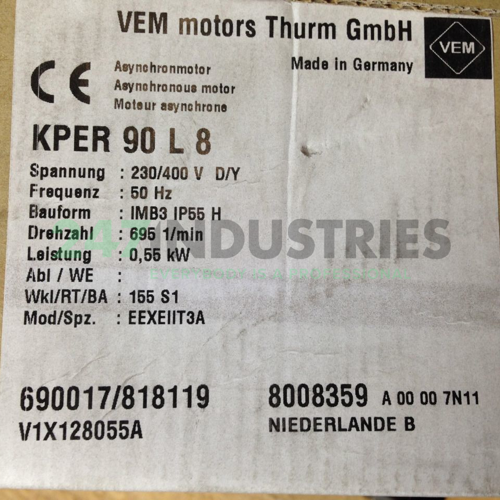 VEM motors Thurm GmbH
VEM
Made in Germany
CE
Asynchronmotor
Asynchronous motor
Moteur asynchrone
KPER 90 L 8
Spannung : 230/400 V D/Y
Frequenz : 50 Hz
Bauform : IMB3 IP55 H
Drehzahl : 695 1/min
Leistung : 0,55 kW
Abl / WE :
Wkl/RT/BA : 155 S1
Mod/Spz. : EEXEIIT3A
247INDUSTRIES
690017/818119
8008359 A 00 00 7N11
V1X128055A
NIEDERLANDE B